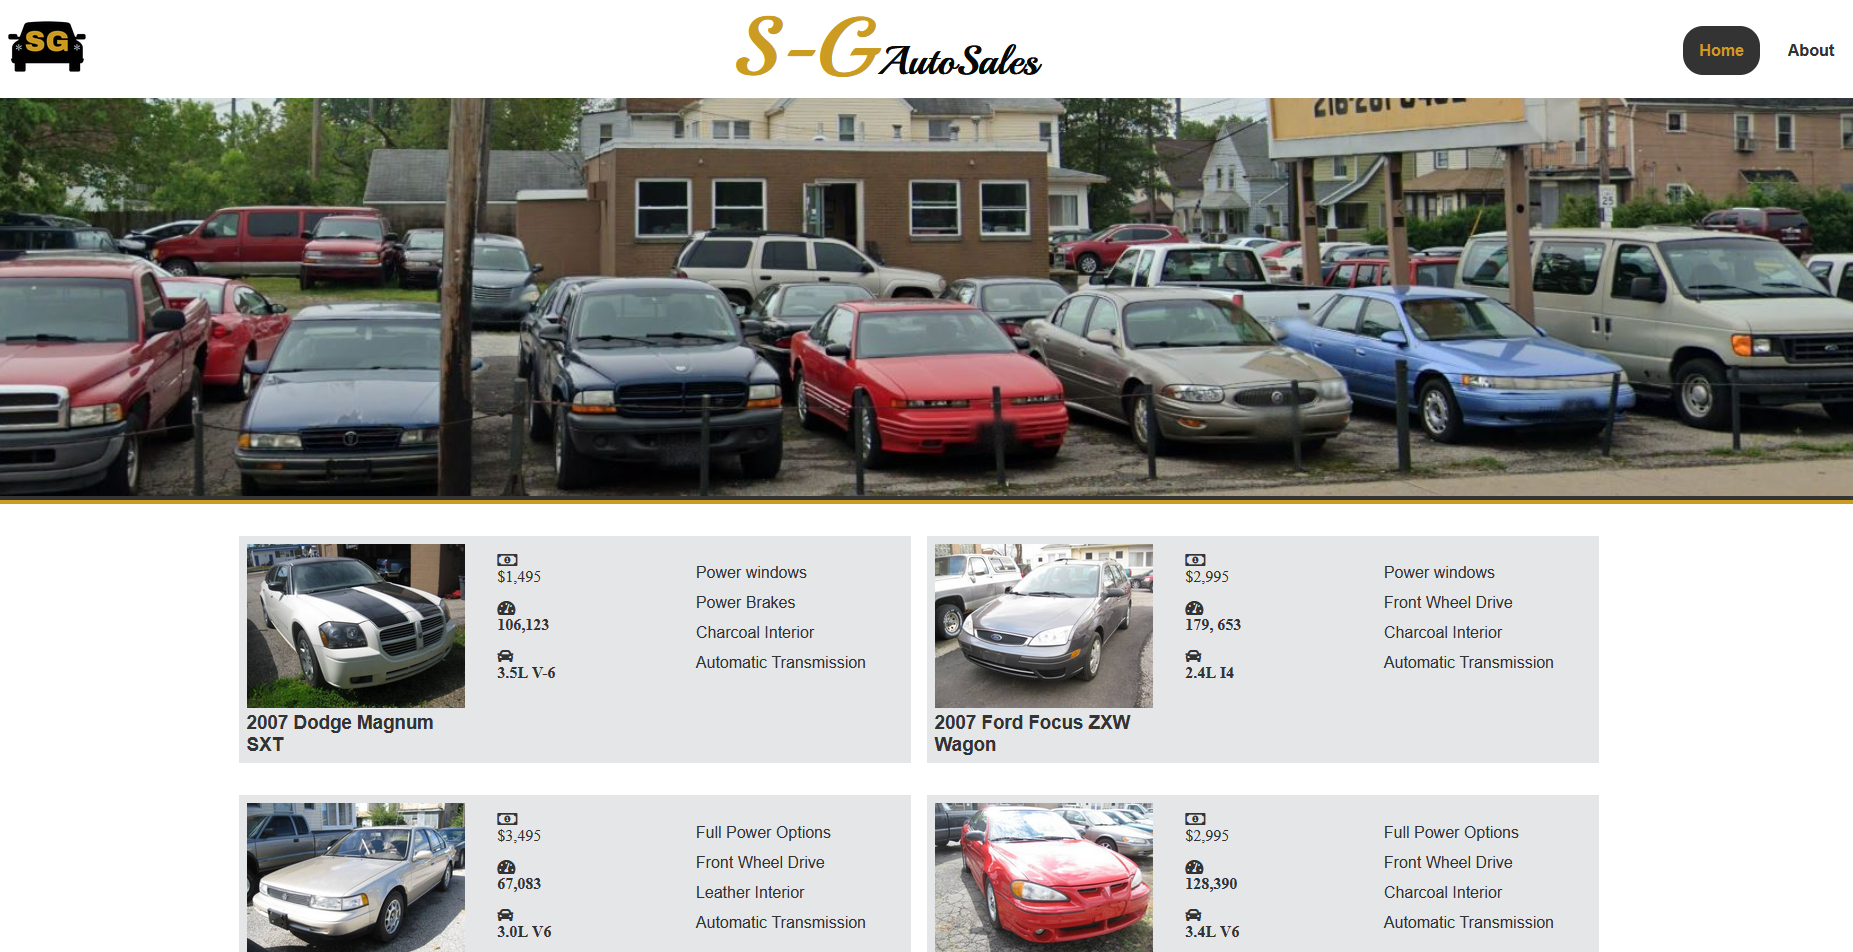 SG
S-G AutoSales
Home
About
25
$1,495
106,123
3.5L V-6
Power windows
Power Brakes
Charcoal Interior
Automatic Transmission
2007 Dodge Magnum
SXT
$2,995
179, 653
2.4L I4
Power windows
Front Wheel Drive
Charcoal Interior
Automatic Transmission
2007 Ford Focus ZXW
Wagon
$3,495
67,083
3.0L V6
Full Power Options
Front Wheel Drive
Leather Interior
Automatic Transmission
$2,995
128,390
3.4L V6
Full Power Options
Front Wheel Drive
Charcoal Interior
Automatic Transmission